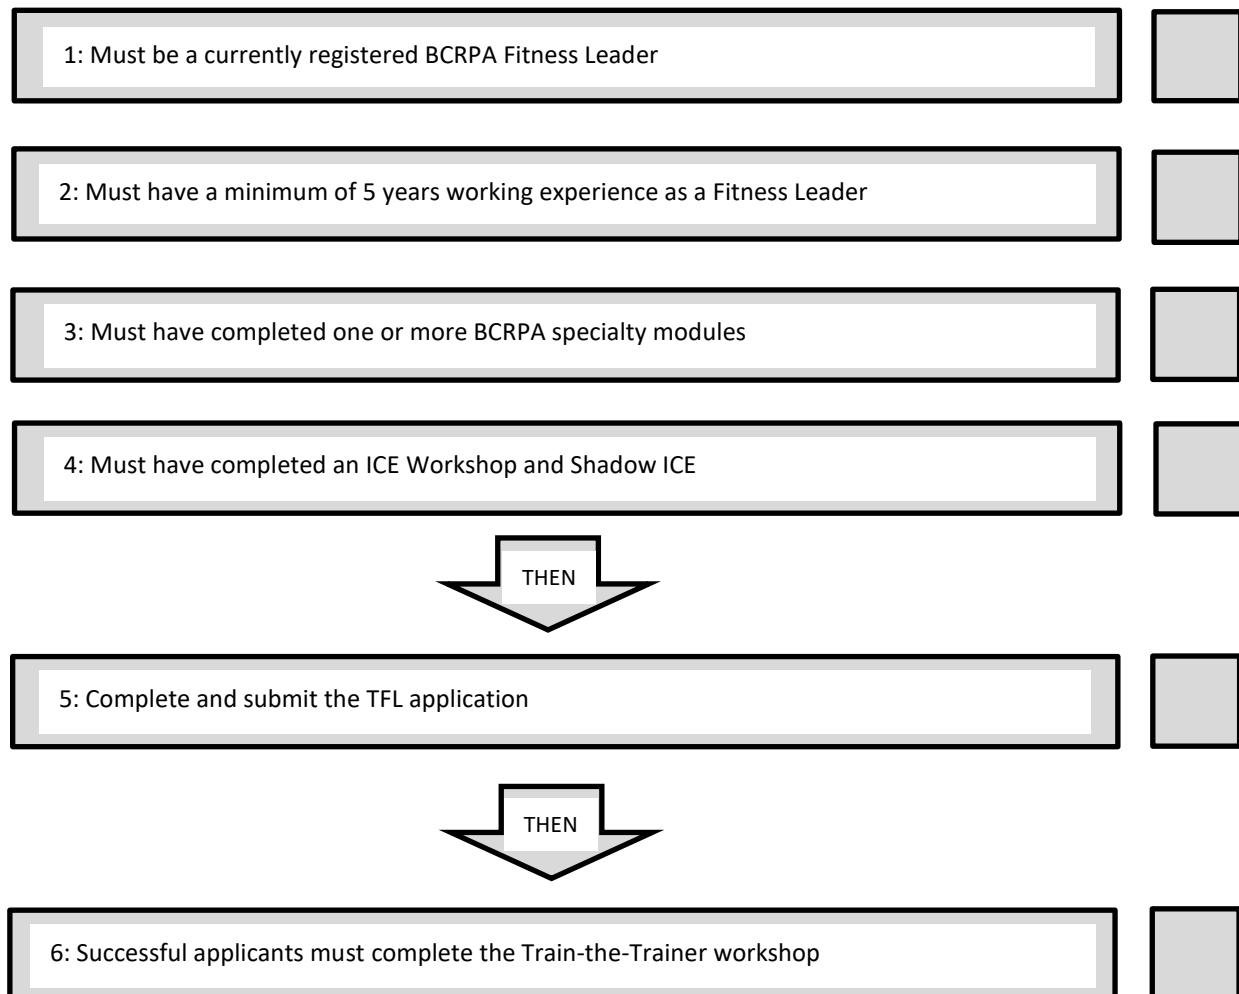 1: Must be a currently registered BCRPA Fitness Leader
2: Must have a minimum of 5 years working experience as a Fitness Leader
3: Must have completed one or more BCRPA specialty modules
4: Must have completed an ICE Workshop and Shadow ICE
THEN
5: Complete and submit the TFL application
THEN
6: Successful applicants must complete the Train-the-Trainer workshop